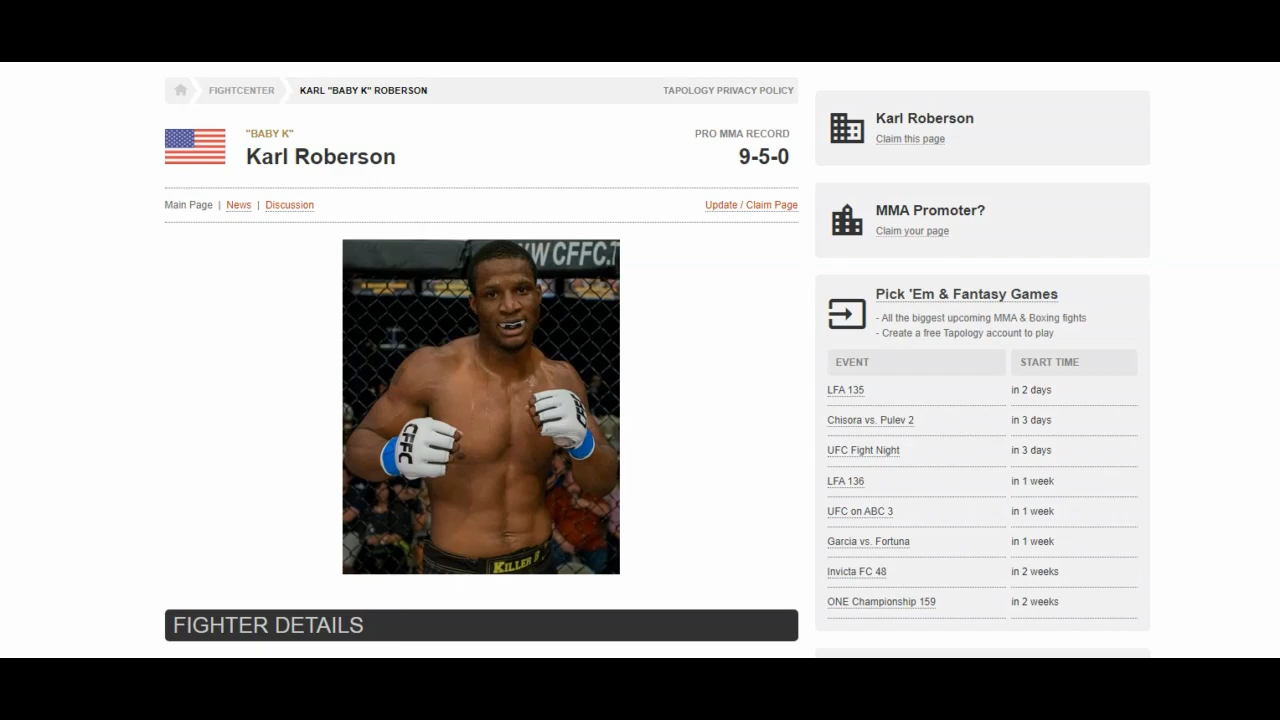 FIGHTCENTER
KARL "BABY K" ROBERSON
TAPOLOGY PRIVACY POLICY
"BABY K"
Karl Roberson
PRO MMA RECORD
9-5-0
Main Page | News | Discussion
Update / Claim Page
WW CFFC.T
CFFC
KILLER B
FIGHTER DETAILS
Karl Roberson
Claim this page
MMA Promoter?
Claim your page
Pick 'Em & Fantasy Games
- All the biggest upcoming MMA & Boxing fights
- Create a free Tapology account to play
EVENT START TIME
LFA 135 in 2 days
Chisora vs. Pulev 2 in 3 days
UFC Fight Night in 3 days
LFA 136 in 1 week
UFC on ABC 3 in 1 week
Garcia vs. Fortuna in 1 week
Invicta FC 48 in 2 weeks
ONE Championship 159 in 2 weeks